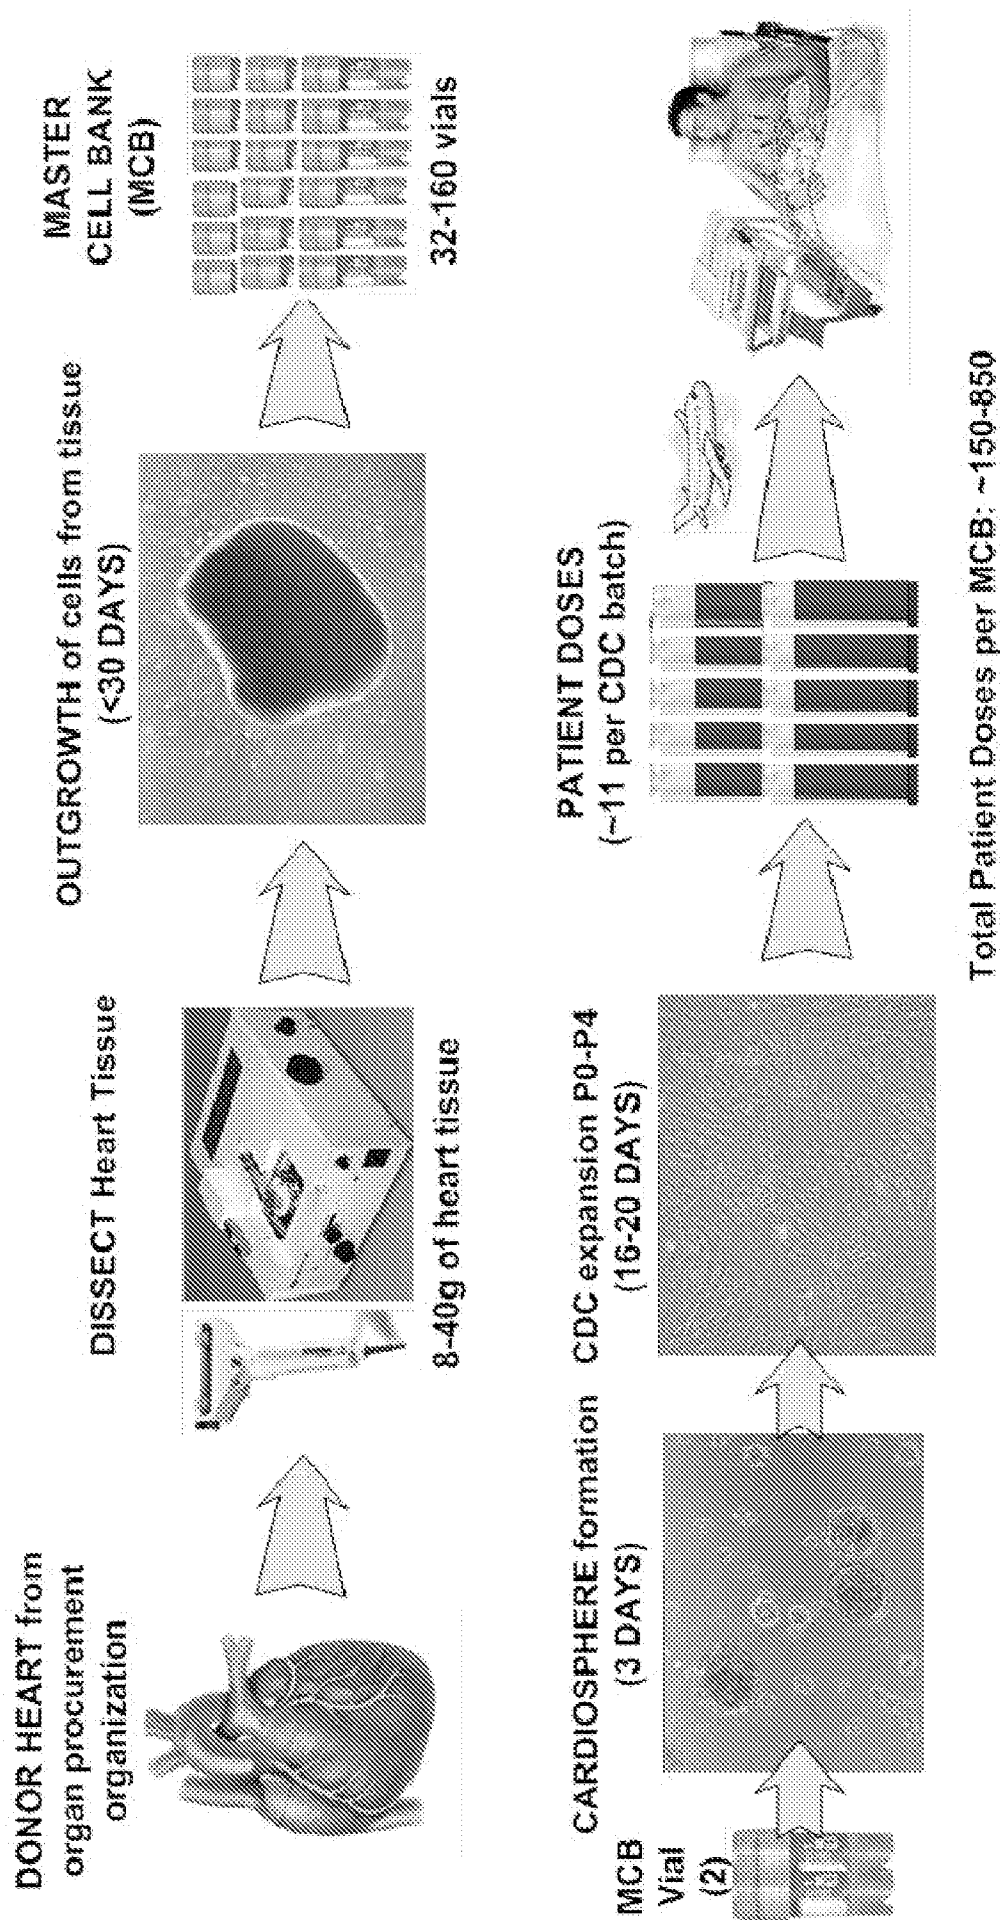 DONOR HEART from
organ procurement
organization
DISSECT Heart Tissue
8-40g of heart tissue
OUTGROWTH of cells from tissue
(<30 DAYS)
MASTER
CELL BANK
(MCB)
32-160 vials
MCB
Vial
(2)
CARDIOSPHERE formation
(3 DAYS)
CDC expansion P0-P4
(16-20 DAYS)
PATIENT DOSES
(~11 per CDC batch)
Total Patient Doses per MCB: ~150-850